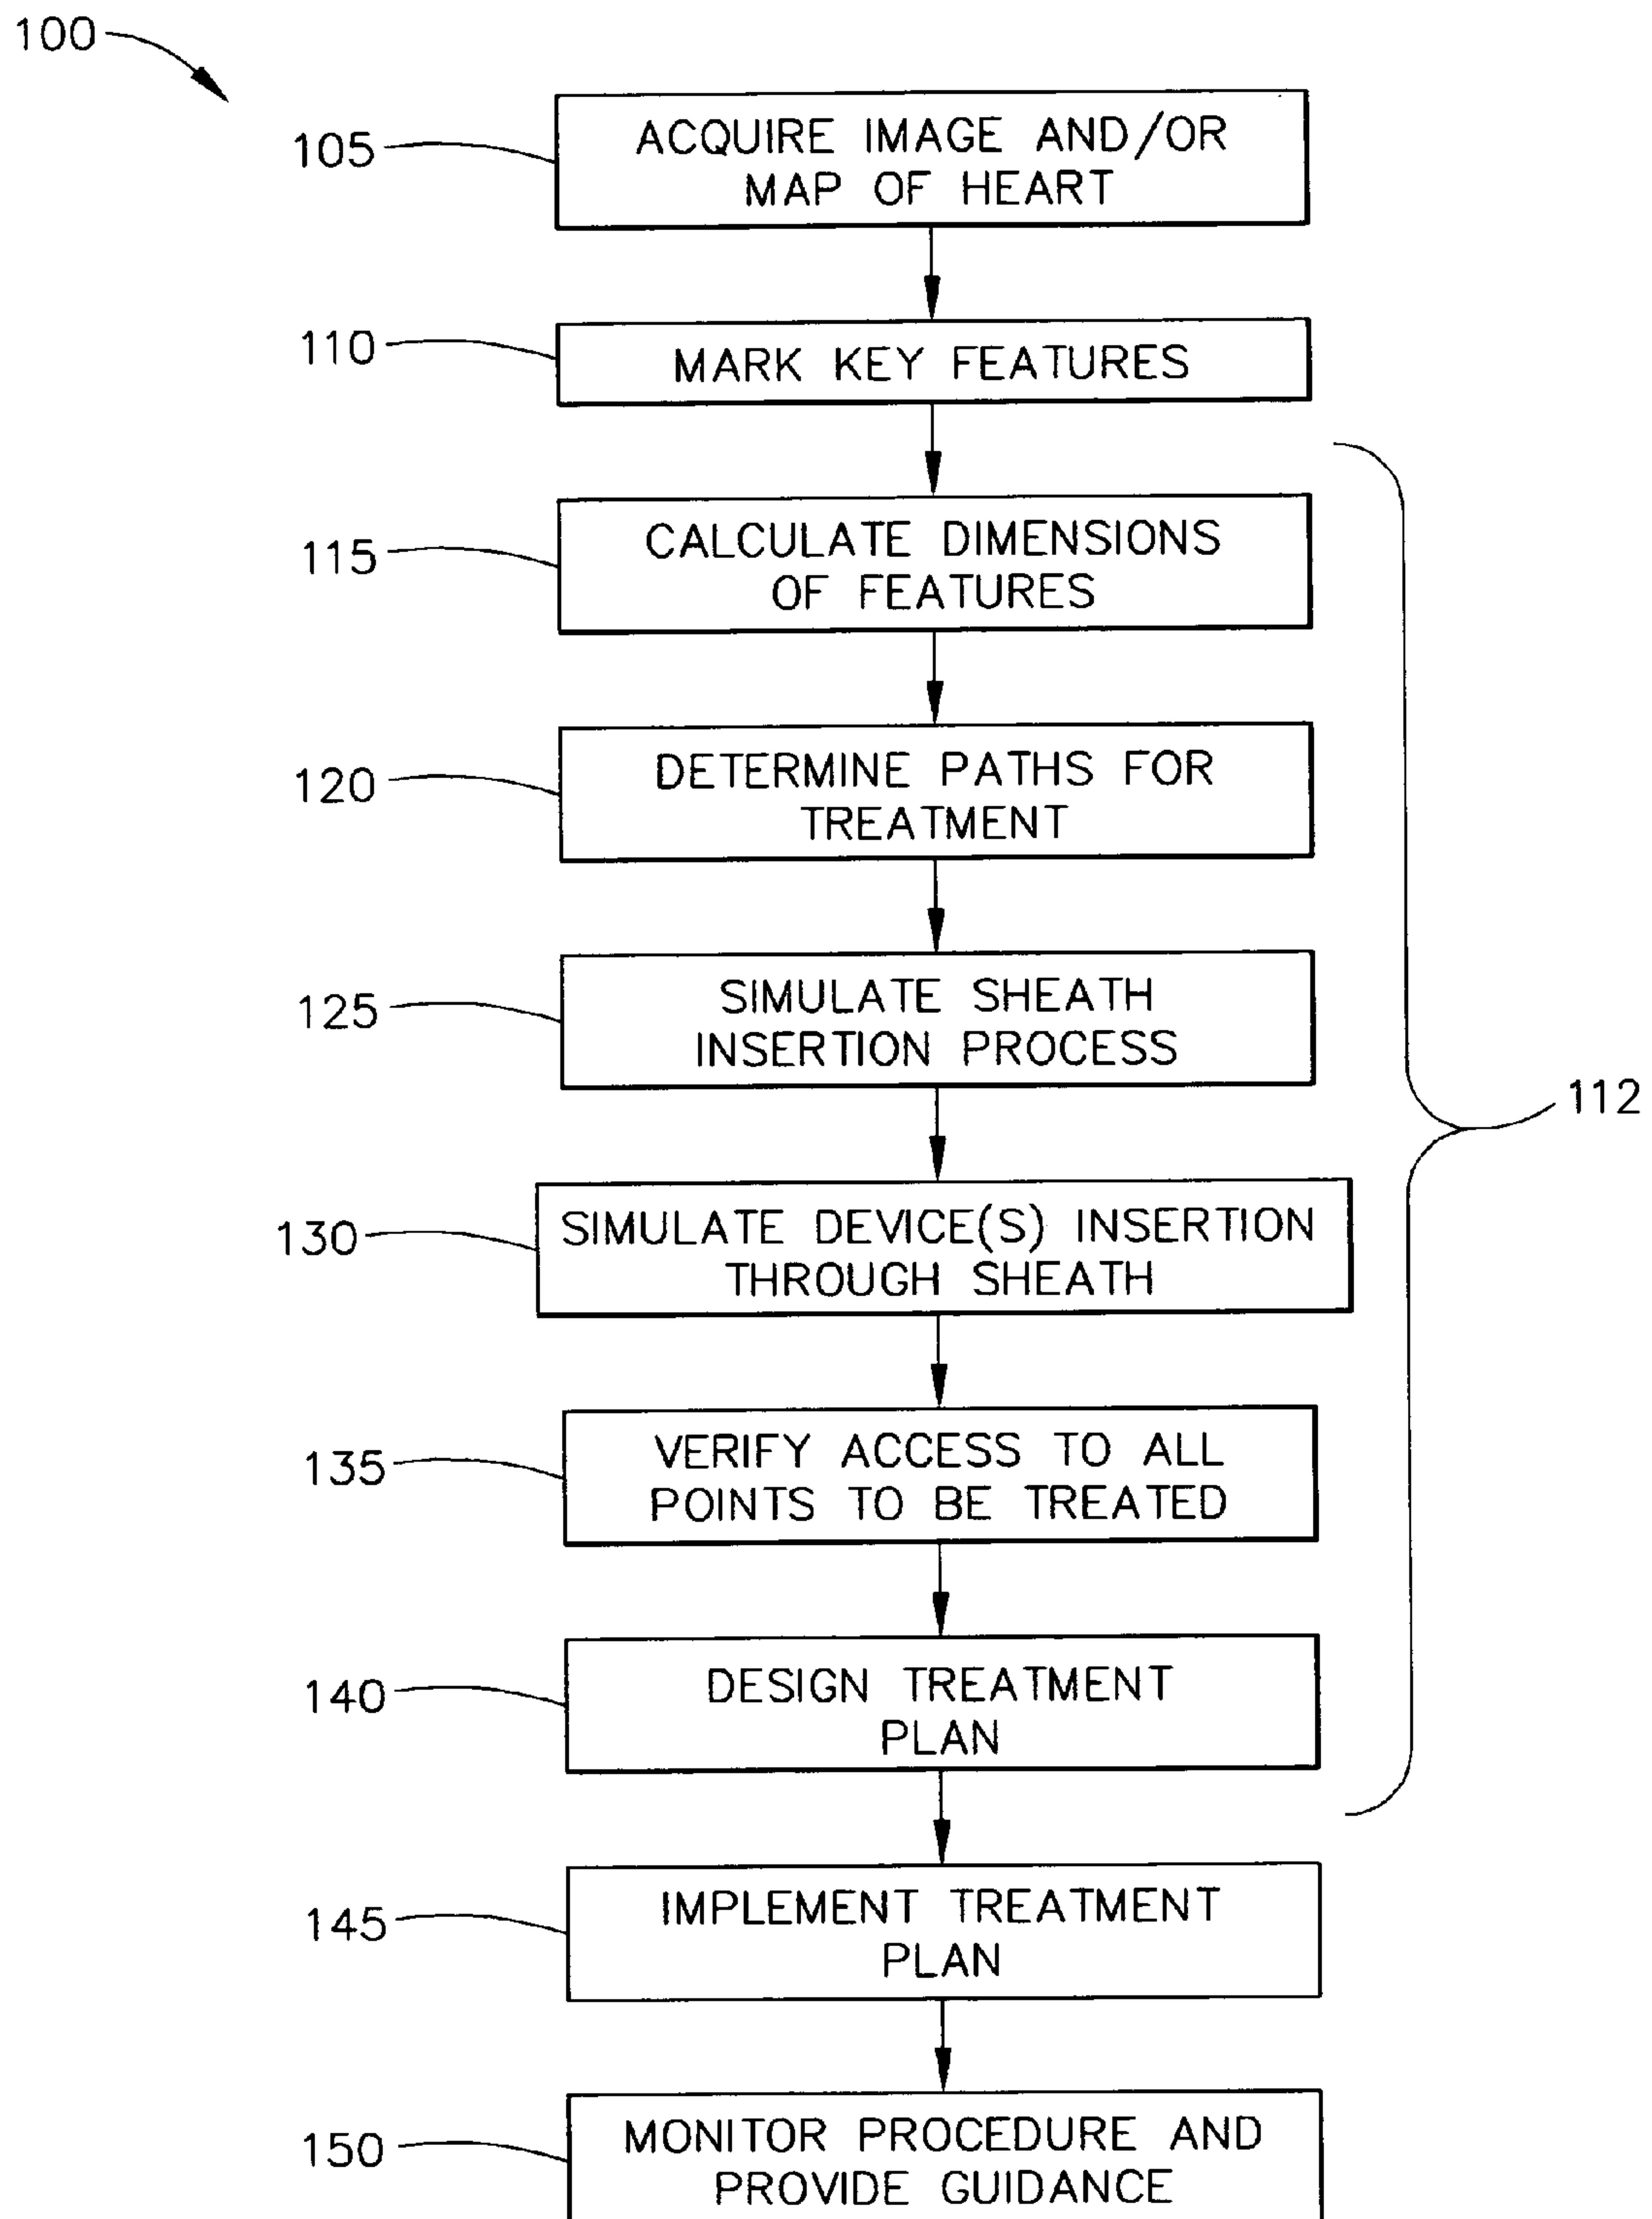 100
105
ACQUIRE IMAGE AND/OR
MAP OF HEART
110
MARK KEY FEATURES
115
CALCULATE DIMENSIONS
OF FEATURES
120
DETERMINE PATHS FOR
TREATMENT
125
SIMULATE SHEATH
INSERTION PROCESS
112
130
SIMULATE DEVICE(S) INSERTION
THROUGH SHEATH
135
VERIFY ACCESS TO ALL
POINTS TO BE TREATED
140
DESIGN TREATMENT
PLAN
145
IMPLEMENT TREATMENT
PLAN
150
MONITOR PROCEDURE AND
PROVIDE GUIDANCE